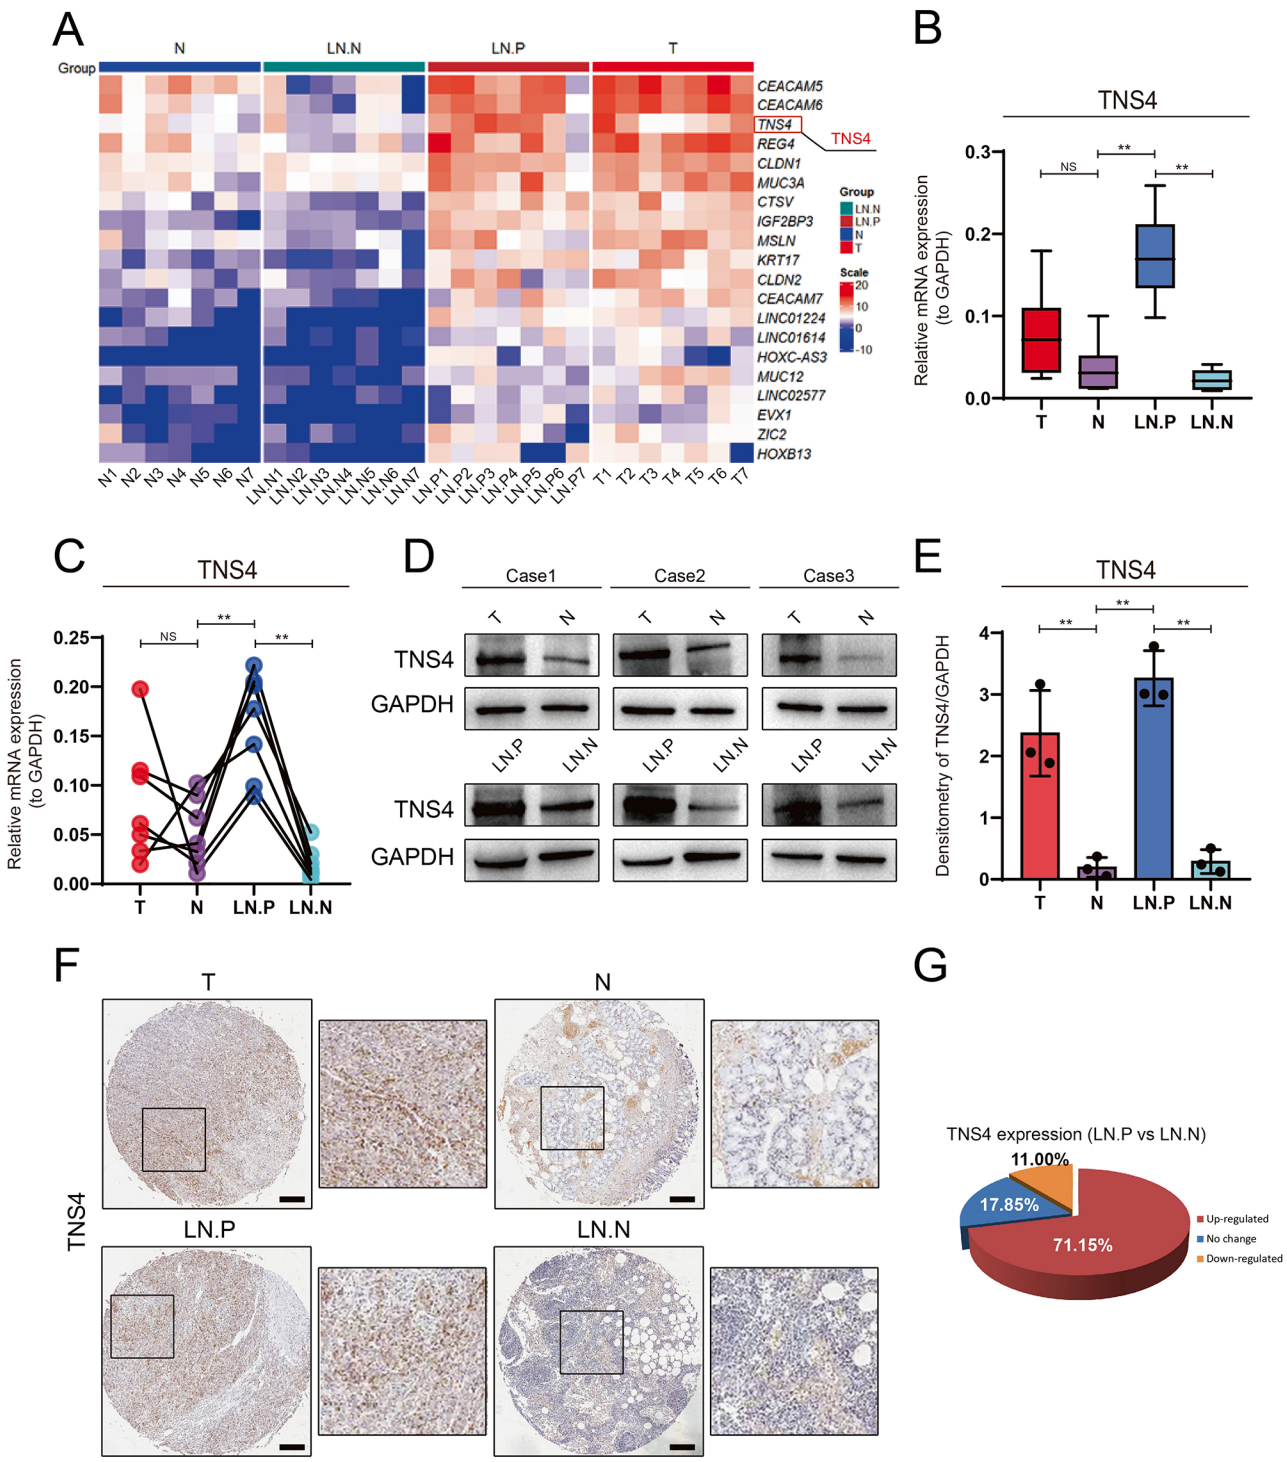 A
N
LN.N
LN.P
T
Group
CEACAM5
CEACAM6
TNS4
TNS4
REG4
CLDN1
MUC3A
CTSV
IGF2BP3
MSLN
KRT17
CLDN2
CEACAM7
LINC01224
LINC01614
HOXC-AS3
MUC12
LINC02577
EVX1
ZIC2
HOXB13
N1 N2 N3 N4 N5 N6 N7 LN.N1 LN.N2 LN.N3 LN.N4 LN.N5 LN.N6 LN.N7 LN.P1 LN.P2 LN.P3 LN.P4 LN.P5 LN.P6 LN.P7 T1 T2 T3 T4 T5 T6 T7
Group
LN.N
LN.P
N
T
Scale
20
10
0
-10
B
TNS4
Relative mRNA expression
(to GAPDH)
0.3
0.2
0.1
0.0
NS
**
**
T N LN.P LN.N
C
TNS4
Relative mRNA expression
(to GAPDH)
0.25
0.20
0.15
0.10
0.05
0.00
NS
**
**
T N LN.P LN.N
D
Case1 Case2 Case3
T N T N T N
TNS4
GAPDH
LN.P LN.N LN.P LN.N LN.P LN.N
TNS4
GAPDH
E
TNS4
Densitometry of TNS4/GAPDH
4
3
2
1
0
**
**
**
T N LN.P LN.N
F
T
N
TNS4
LN.P
LN.N
G
TNS4 expression (LN.P vs LN.N)
11.00%
17.85%
71.15%
Up-regulated
No change
Down-regulated